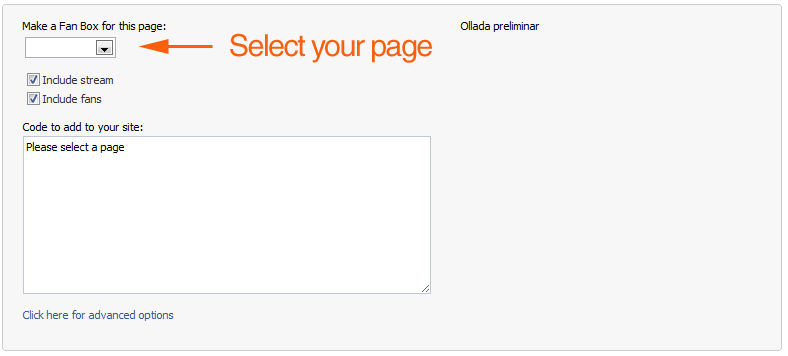 Make a Fan Box for this page:
Select your page
Include stream
Include fans
Code to add to your site:
Please select a page
Click here for advanced options
Ollada preliminar